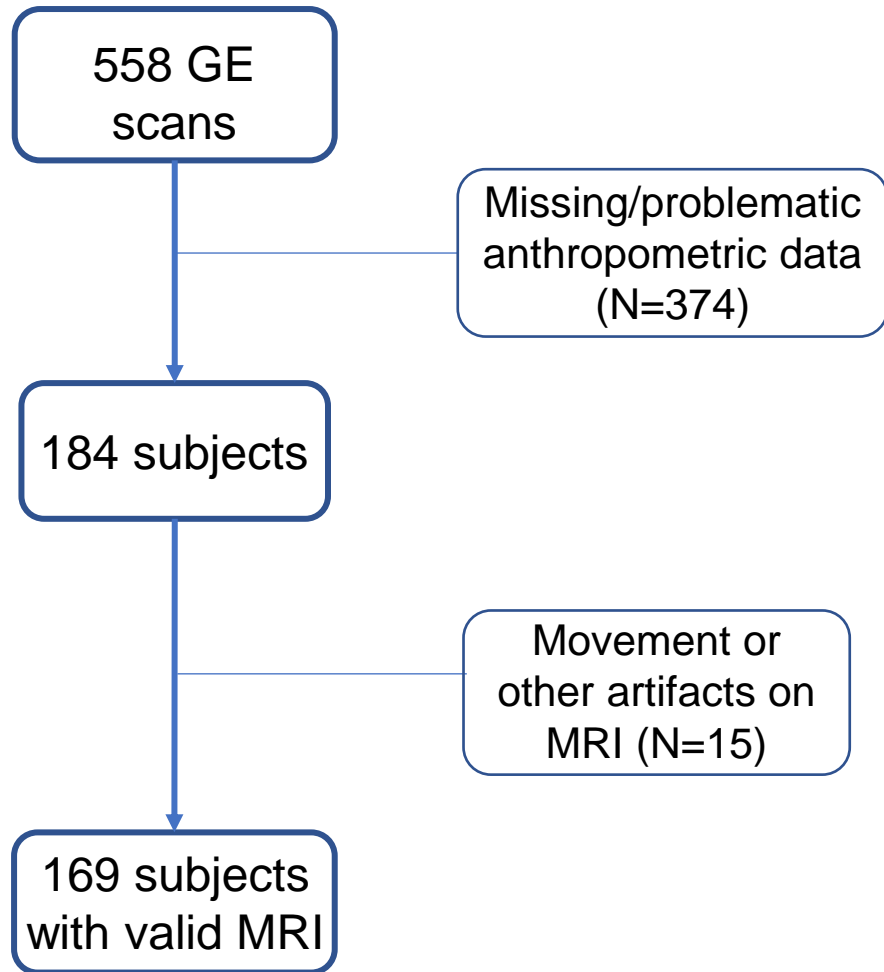 558 GE
scans
Missing/problematic
anthropometric data
(N=374)
184 subjects
Movement or
other artifacts on
MRI (N=15)
169 subjects
with valid MRI